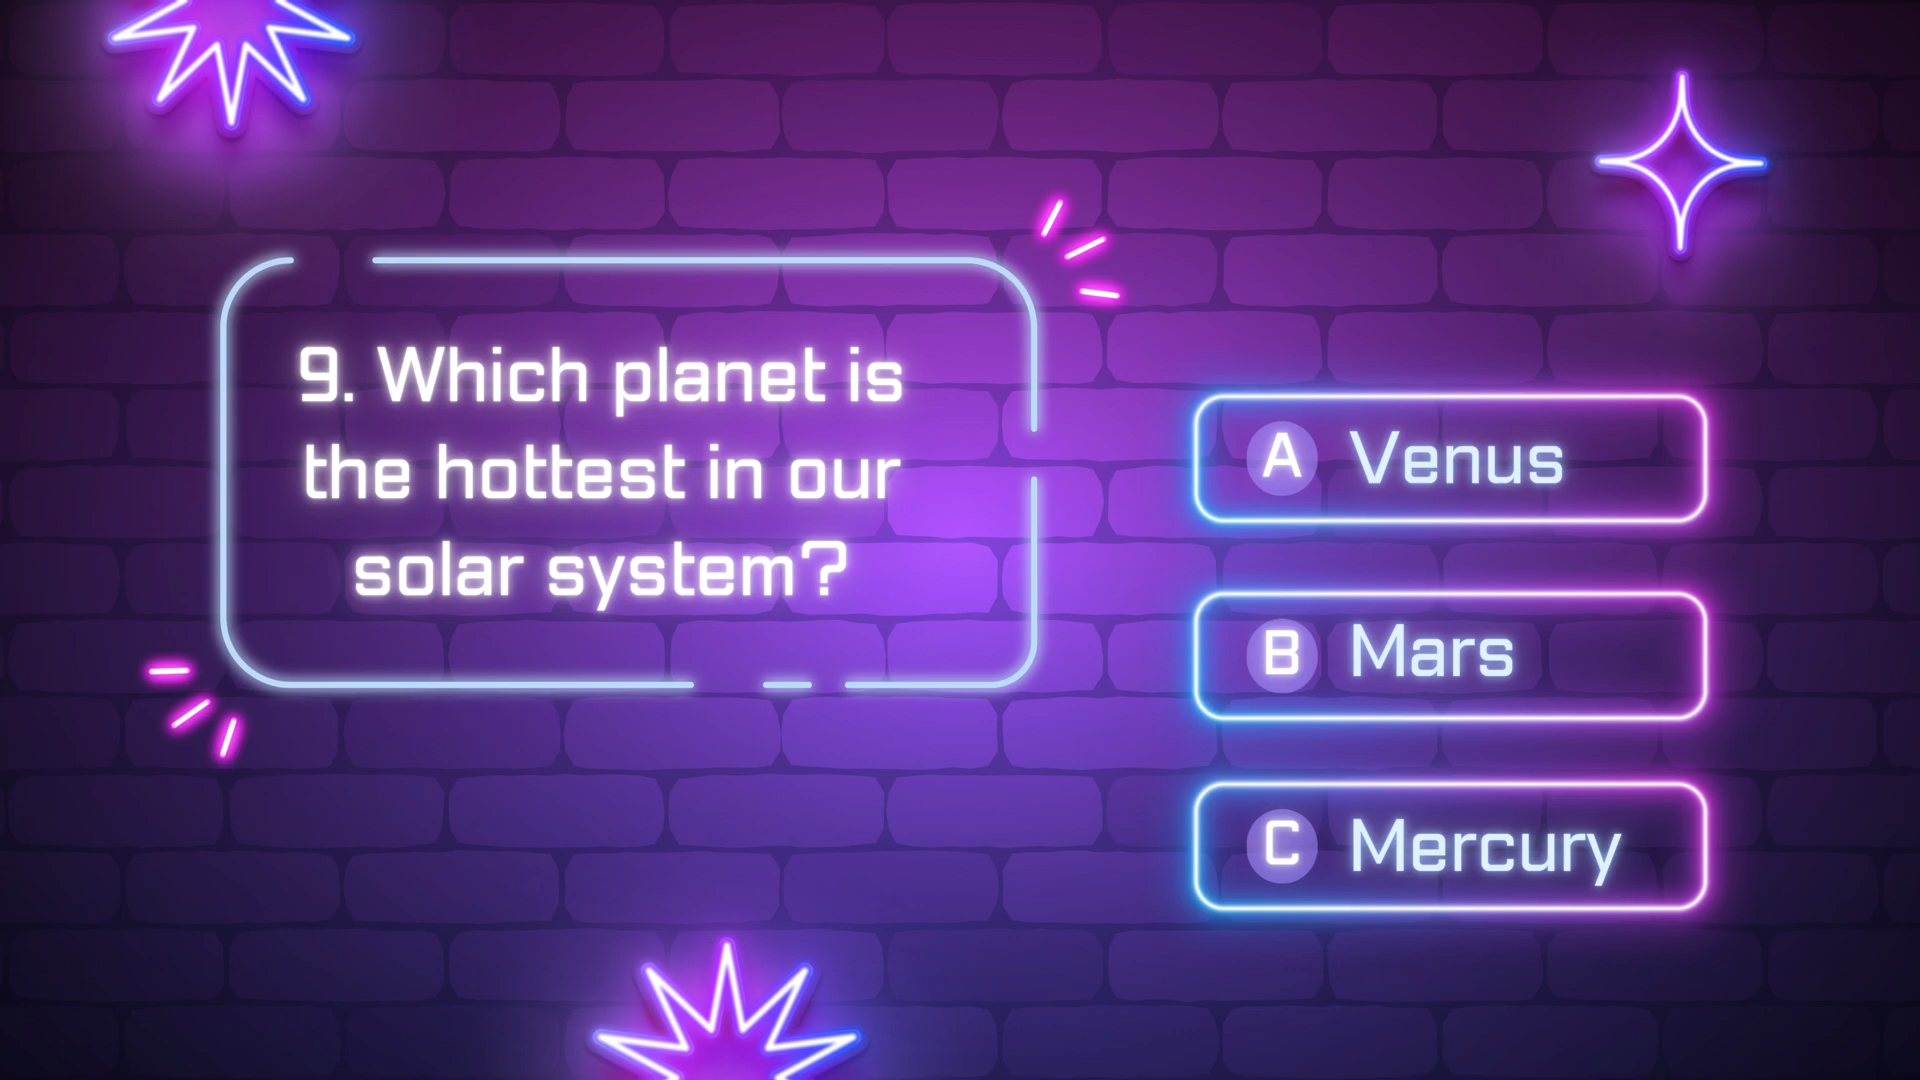 9. Which planet is
the hottest in our
solar system?
A Venus
B Mars
C Mercury